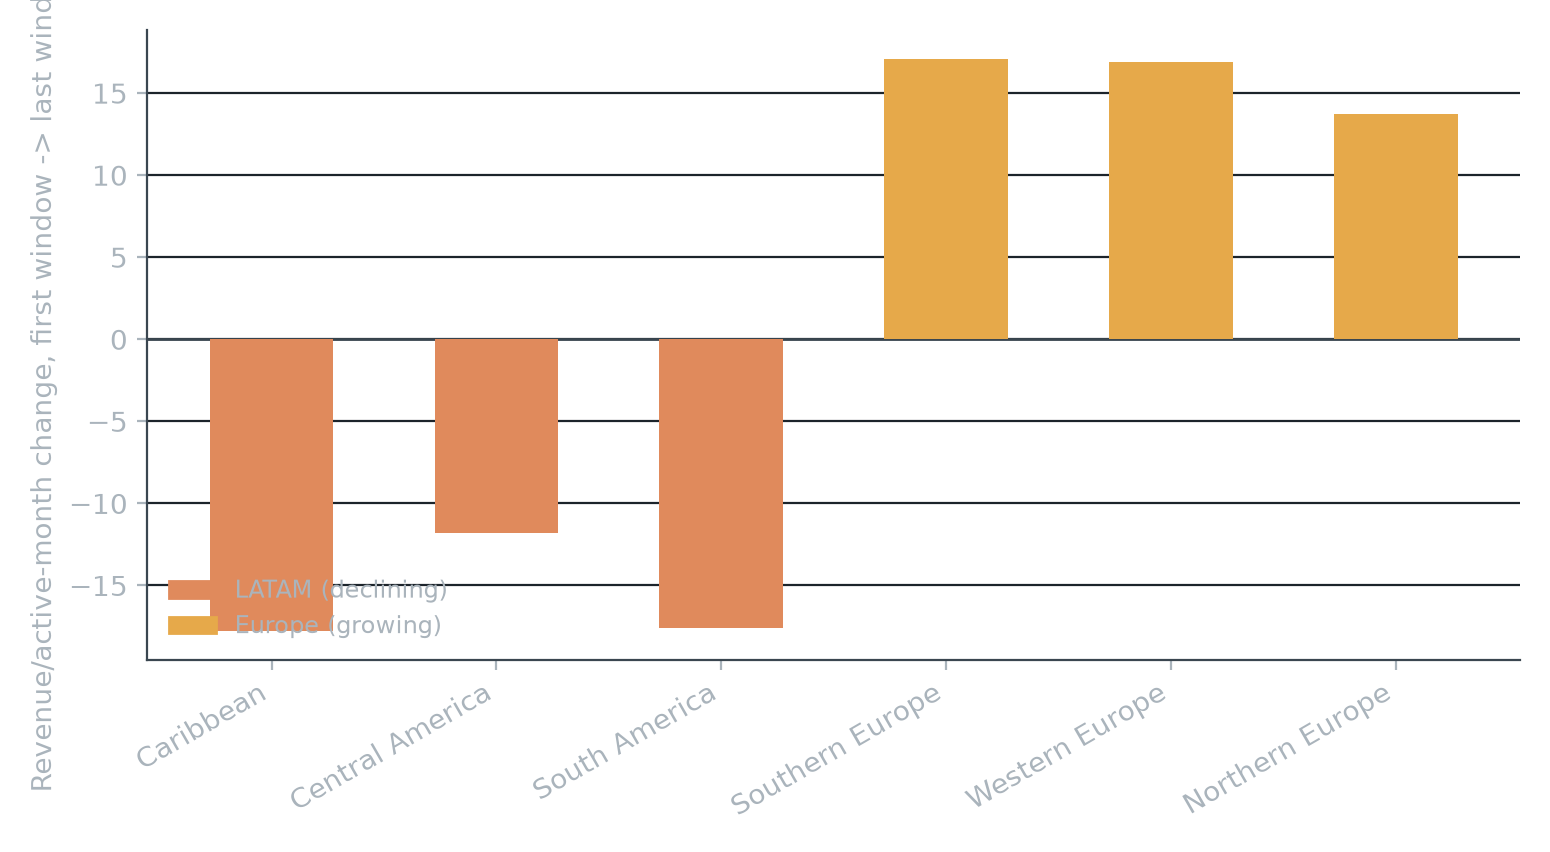 Revenue/active-month change, first window -> last
15
10
5
0
−5
−10
−15
LATAM (declining)
Europe (growing)
Caribbean
Central America
South America
Southern Europe
Western Europe
Northern Europe